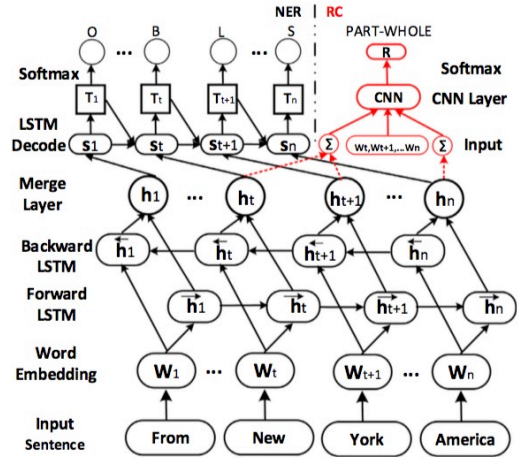 NER RC
O ... B L ... S PART-WHOLE
R
Softmax Softmax
T1 Tt Tt+1 Tn CNN CNN Layer
LSTM
Decode S1 St St+1 Sn Σ Wt,Wt+1,...Wn Σ Input
Merge
Layer h1 ... ht ht+1 ... hn
Backward
LSTM h1 ht ht+1 hn
Forward
LSTM h1 ht ht+1 hn
Word
Embedding W1 ... Wt Wt+1 ... Wn
Input
Sentence From New York America